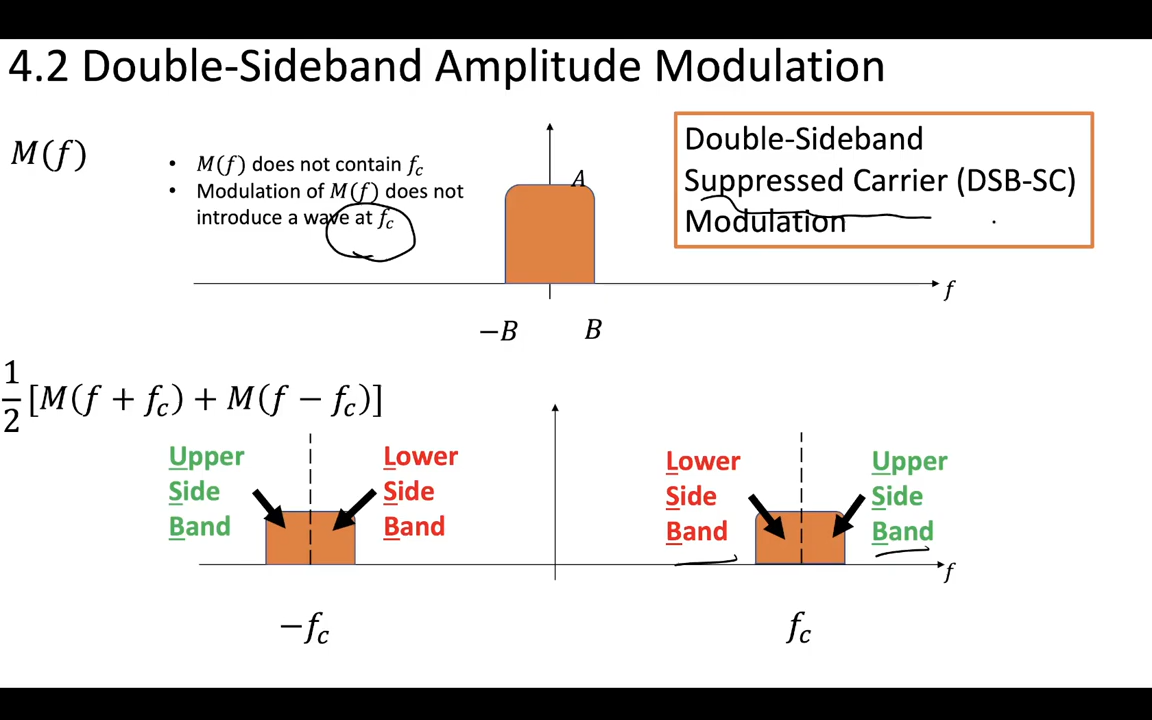 4.2 Double-Sideband Amplitude Modulation
M(f)
• M(f) does not contain f_c
• Modulation of M(f) does not
introduce a wave at f_c
A
Double-Sideband
Suppressed Carrier (DSB-SC)
Modulation
f
−B
B
1/2 [M(f + f_c) + M(f − f_c)]
Upper
Side
Band
Lower
Side
Band
Lower
Side
Band
Upper
Side
Band
f
−f_c
f_c